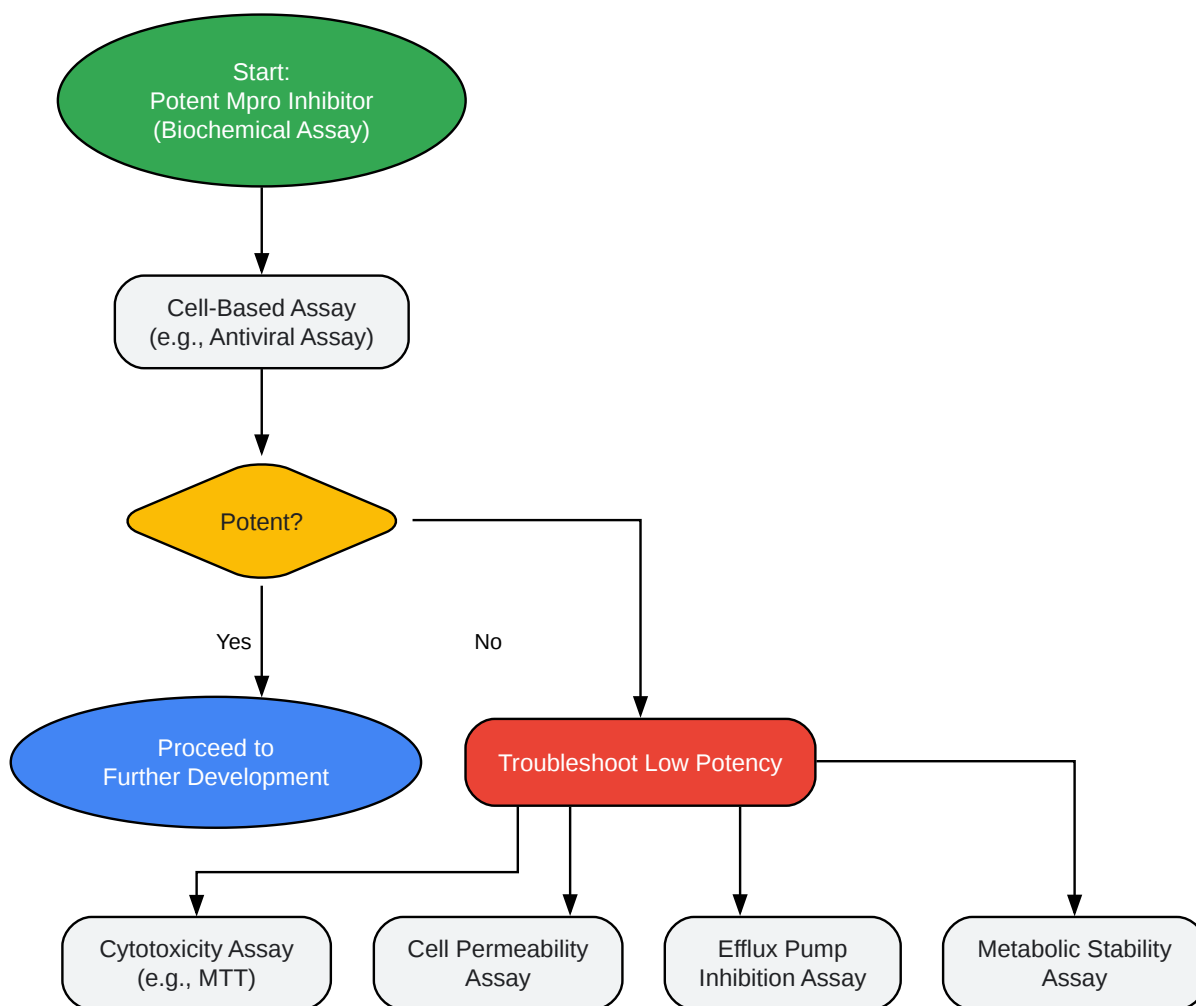 Start:
Potent Mpro Inhibitor
(Biochemical Assay)
Cell-Based Assay
(e.g., Antiviral Assay)
Potent?
Yes
No
Proceed to
Further Development
Troubleshoot Low Potency
Cytotoxicity Assay
(e.g., MTT)
Cell Permeability
Assay
Efflux Pump
Inhibition Assay
Metabolic Stability
Assay